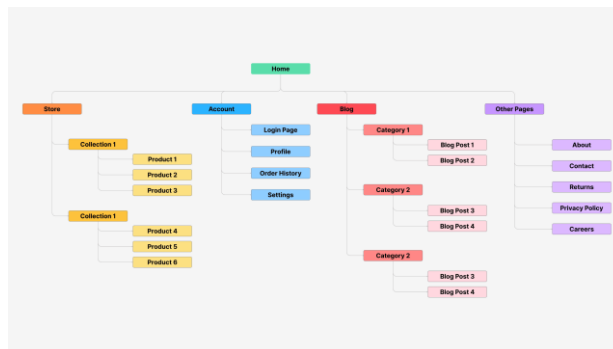 Home
Store
Account
Blog
Other Pages
Collection 1
Product 1
Product 2
Product 3
Collection 1
Product 4
Product 5
Product 6
Login Page
Profile
Order History
Settings
Category 1
Blog Post 1
Blog Post 2
Category 2
Blog Post 3
Blog Post 4
Category 2
Blog Post 3
Blog Post 4
About
Contact
Returns
Privacy Policy
Careers